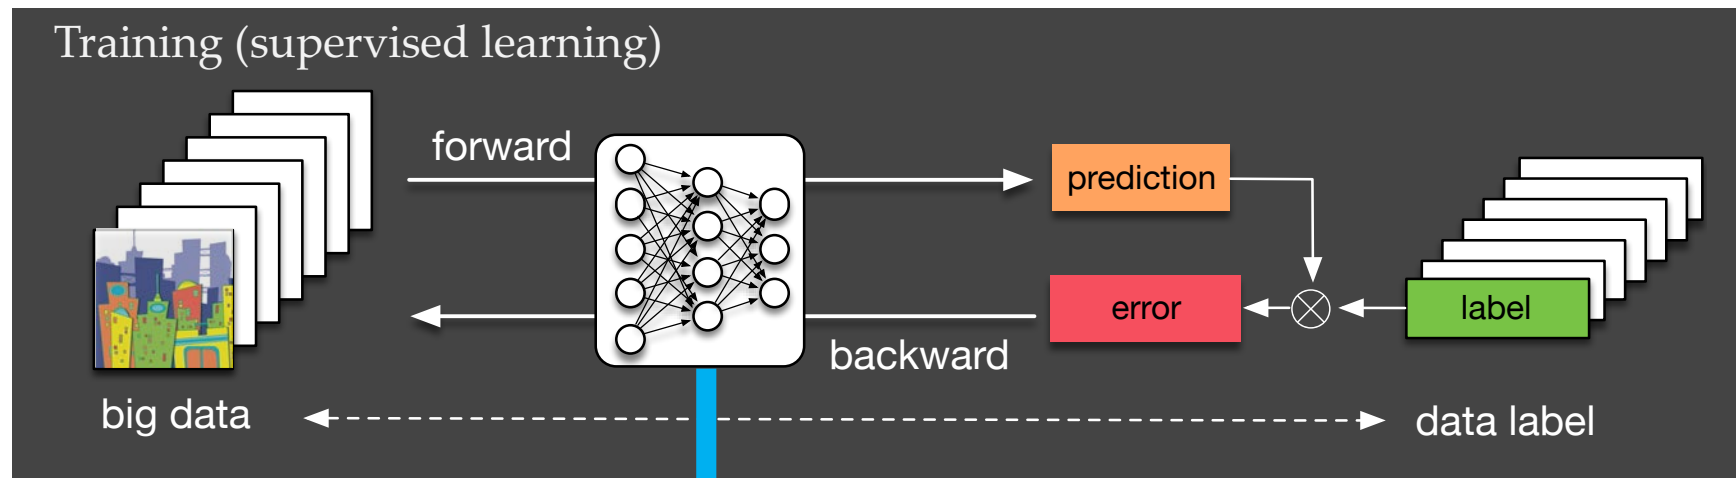 Training (supervised learning)
forward
prediction
error
label
backward
big data
data label